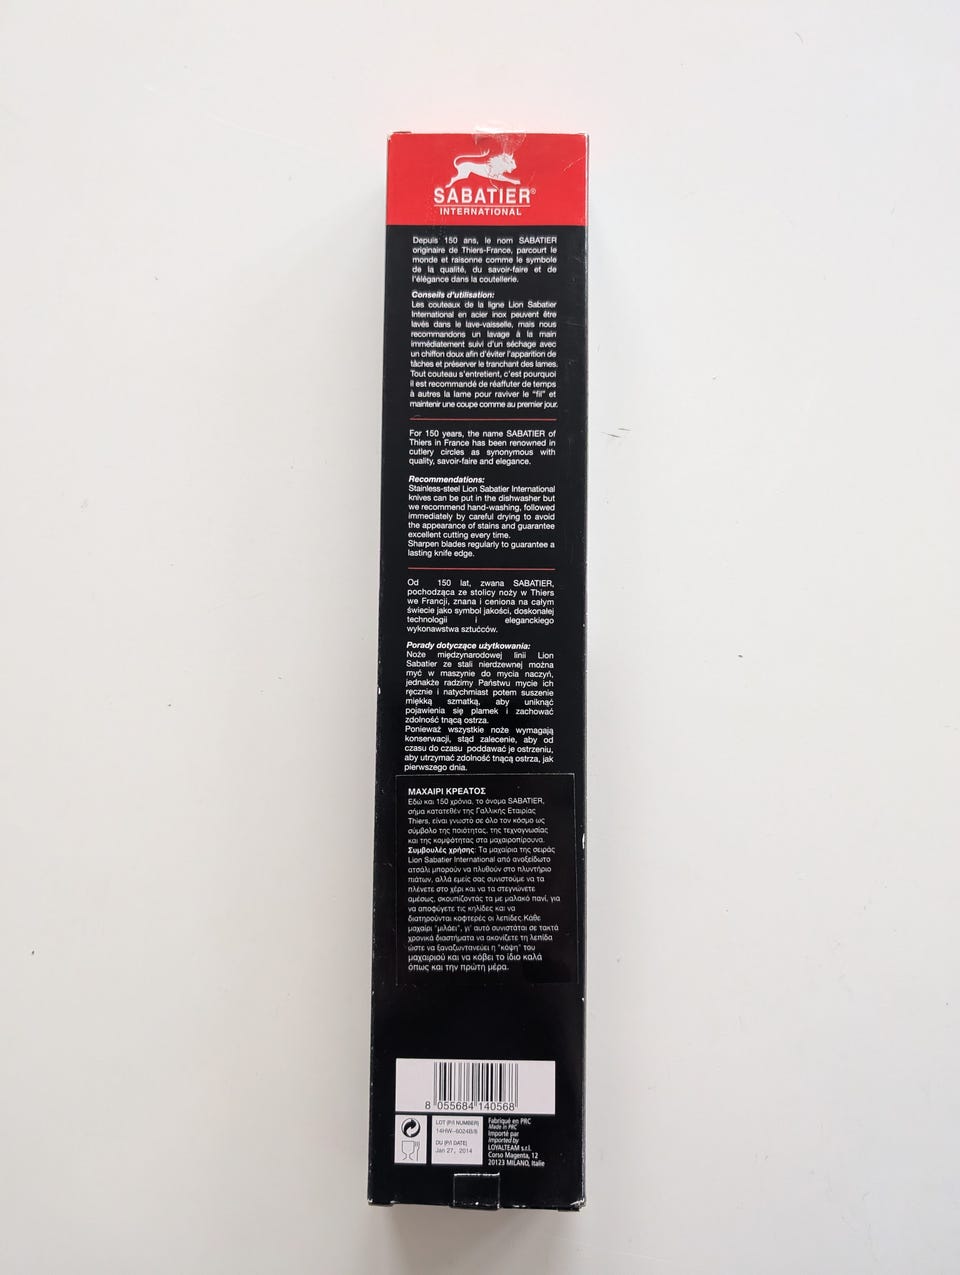 SABATIER®
INTERNATIONAL
Depuis 150 ans, le nom SABATIER
originaire de Thiers-France, parcourt le
monde et raisonne comme le symbole
de la qualité, du savoir-faire et de
l'élégance dans la coutellerie.
Conseils d'utilisation:
Les couteaux de la ligne Lion Sabatier
International en acier inox peuvent être
lavés dans le lave-vaisselle, mais nous
recommandons un lavage à la main
immédiatement suivi d'un séchage avec
un chiffon doux afin d'éviter l'apparition de
tâches et préserver le tranchant des lames.
Tout couteau s'entretient, c'est pourquoi
il est recommandé de réaffuter de temps
à autres la lame pour raviver le "fil" et
maintenir une coupe comme au premier jour.
For 150 years, the name SABATIER of
Thiers in France has been renowned in
cutlery circles as synonymous with
quality, savoir-faire and elegance.
Recommendations:
Stainless-steel Lion Sabatier International
knives can be put in the dishwasher but
we recommend hand-washing, followed
immediately by careful drying to avoid
the appearance of stains and guarantee
excellent cutting every time.
Sharpen blades regularly to guarantee a
lasting knife edge.
Od 150 lat, zwana SABATIER,
pochodząca ze stolicy noży w Thiers
we Francji, znana i ceniona na całym
świecie jako symbol jakości, doskonałej
technologii i eleganckiego
wykonawstwa sztućców.
Porady dotyczące użytkowania:
Noże międzynarodowej linii Lion
Sabatier ze stali nierdzewnej można
myć w maszynie do mycia naczyń,
jednakże radzimy Państwu mycie ich
ręcznie i natychmiast potem suszenie
miękką szmatką, aby uniknąć
pojawienia się plamek i zachować
zdolność tnącą ostrza.
Ponieważ wszystkie noże wymagają
konserwacji, stąd zalecenie, aby od
czasu do czasu poddawać je ostrzeniu,
aby utrzymać zdolność tnącą ostrza, jak
pierwszego dnia.
ΜΑΧΑΙΡΙ ΚΡΕΑΤΟΣ
Εδώ και 150 χρόνια, το όνομα SABATIER,
σήμα κατατεθέν της Γαλλικής Εταιρίας
Thiers, είναι γνωστό σε όλο τον κόσμο ως
σύμβολο της ποιότητας, της τεχνογνωσίας
και της κομψότητας στα μαχαιροπίρουνα.
Συμβουλές χρήσης: Τα μαχαίρια της σειράς
Lion Sabatier International από ανοξείδωτο
ατσάλι μπορούν να πλυθούν στο πλυντήριο
πιάτων, αλλά εμείς σας συνιστούμε να τα
πλένετε στο χέρι και να τα στεγνώνετε
αμέσως, σκουπίζοντάς τα με μαλακό πανί, για
να αποφύγετε τις κηλίδες και να
διατηρούνται κοφτερές οι λεπίδες.Κάθε
μαχαίρι "μιλάει", γι' αυτό συνιστάται σε τακτά
χρονικά διαστήματα να ακονίζετε τη λεπίδα
ώστε να ξαναζωντανεύει η "κόψη" του
μαχαιριού και να κόβει το ίδιο καλά
όπως και την πρώτη μέρα.
8 055684 140568
LOT (P/I NUMBER)
14HW-6024B/8
DU (P/I DATE)
Jan 27, 2014
Fabriqué en PRC
Made in PRC
Importé par
Imported by
LOYALTEAM s.r.l.
Corso Magenta, 12
20123 MILANO, Italie